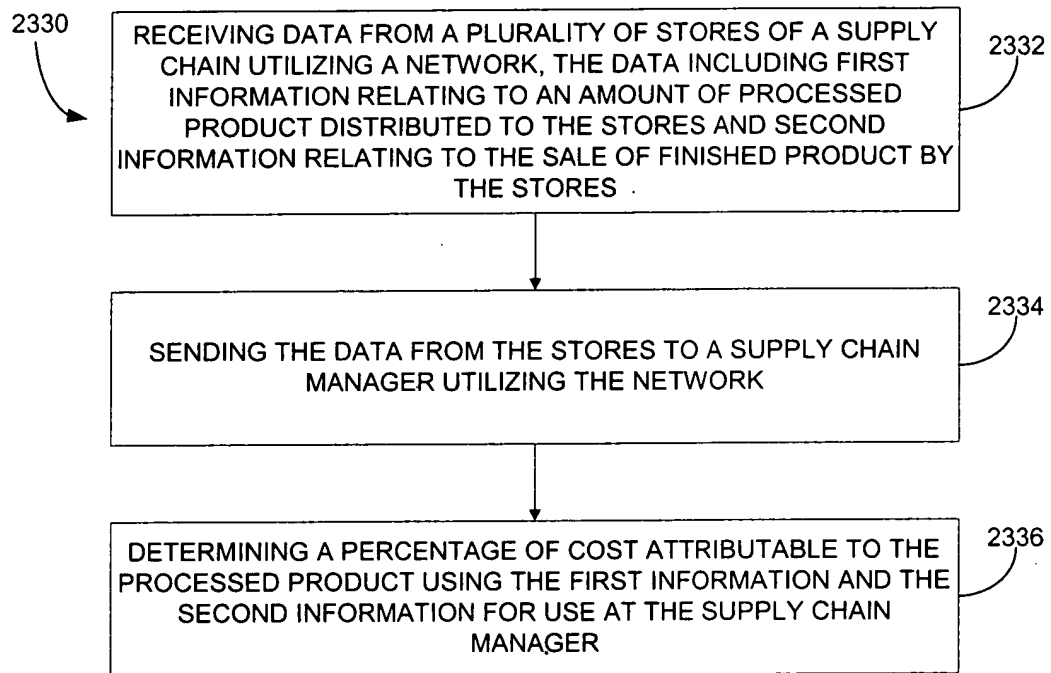 2330
RECEIVING DATA FROM A PLURALITY OF STORES OF A SUPPLY
CHAIN UTILIZING A NETWORK, THE DATA INCLUDING FIRST
INFORMATION RELATING TO AN AMOUNT OF PROCESSED
PRODUCT DISTRIBUTED TO THE STORES AND SECOND
INFORMATION RELATING TO THE SALE OF FINISHED PRODUCT BY
THE STORES
2332
SENDING THE DATA FROM THE STORES TO A SUPPLY CHAIN
MANAGER UTILIZING THE NETWORK
2334
DETERMINING A PERCENTAGE OF COST ATTRIBUTABLE TO THE
PROCESSED PRODUCT USING THE FIRST INFORMATION AND THE
SECOND INFORMATION FOR USE AT THE SUPPLY CHAIN
MANAGER
2336